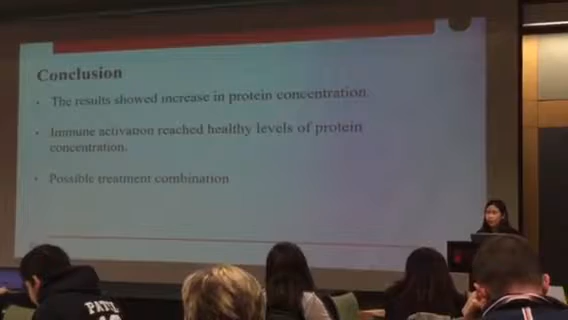 Conclusion
• The results showed increase in protein concentration
• Immune activation reached healthy levels of protein
concentration.
• Possible treatment combination